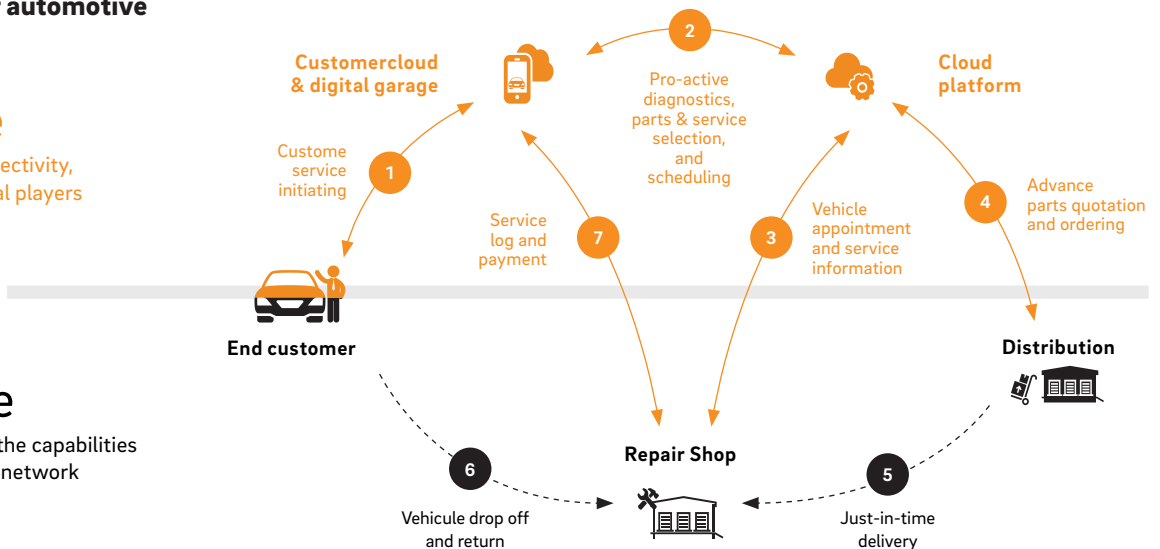 automotive
2
Customercloud
& digital garage
Cloud
platform
Pro-active
diagnostics,
parts & service
selection,
and
scheduling
e
ectivity,
al players
Custome
service
initiating
1
Advance
parts quotation
and ordering
4
Service
log and
payment
7
3
Vehicle
appointment
and service
information
End customer
Distribution
e
the capabilities
network
Repair Shop
6
5
Vehicule drop off
and return
Just-in-time
delivery